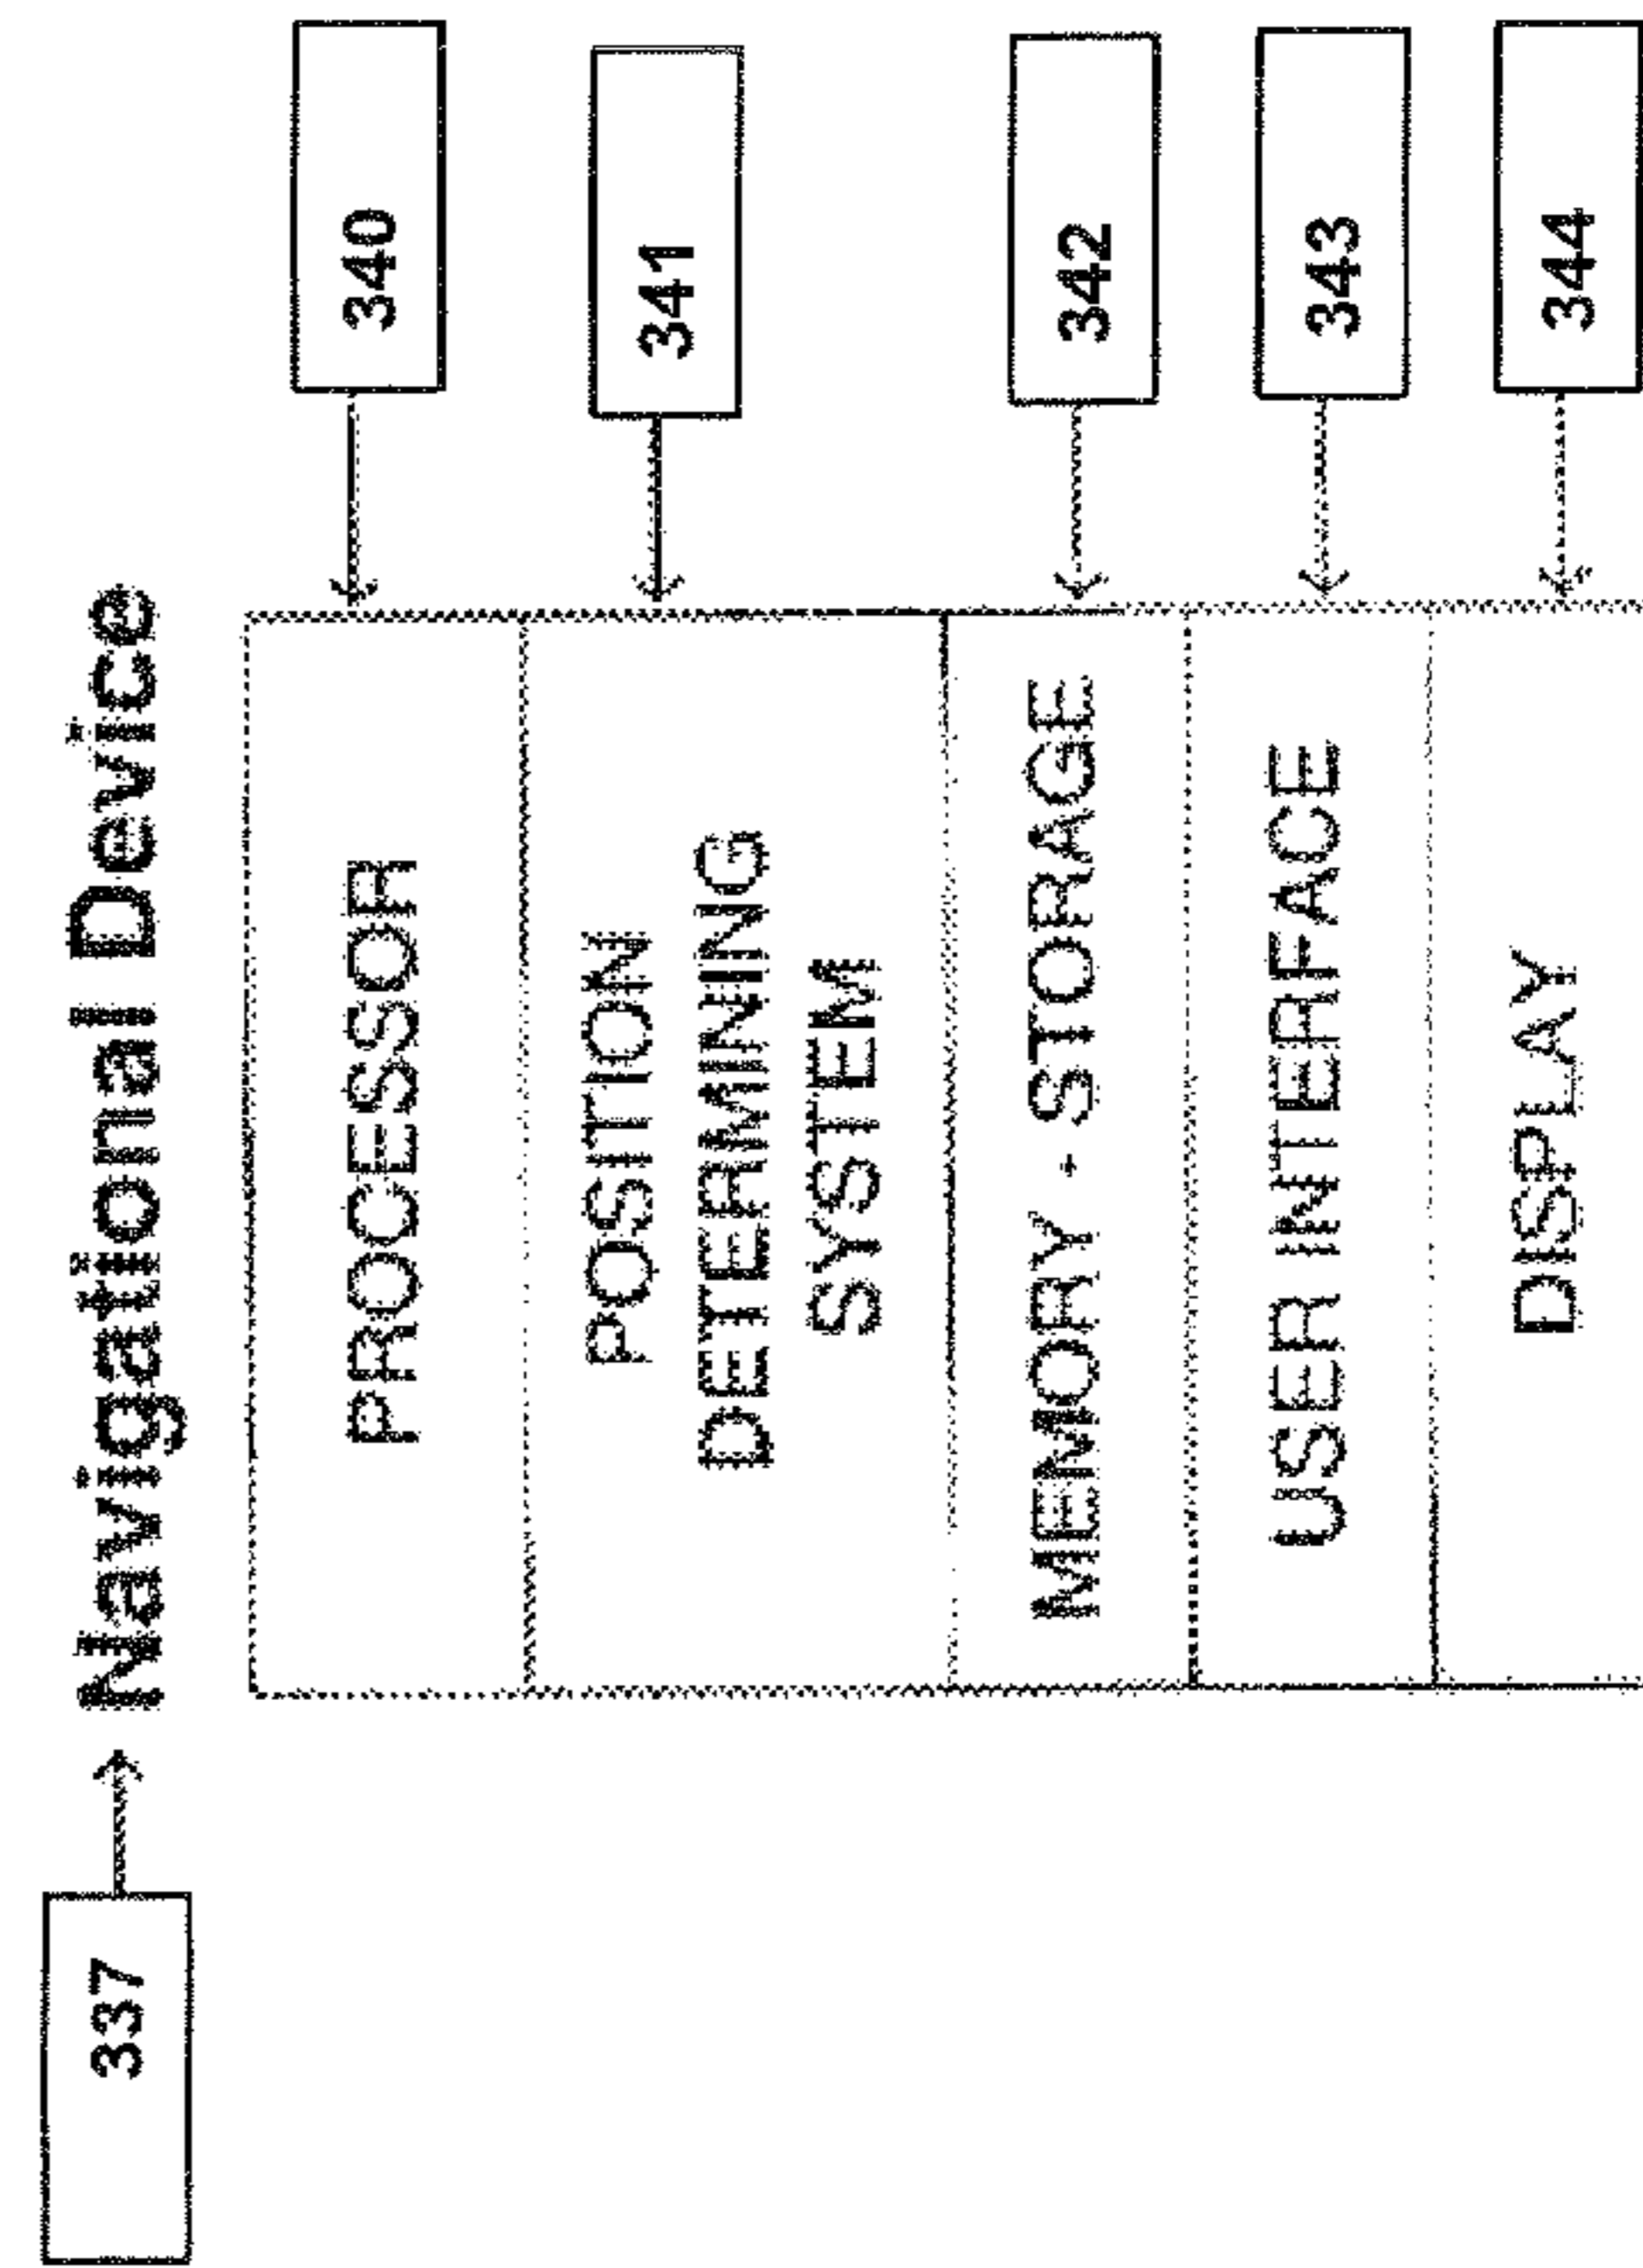 337
Navigational Device
PROCESSOR
340
POSITION
DETERMINING
SYSTEM
341
MEMORY - STORAGE
342
USER INTERFACE
343
DISPLAY
344